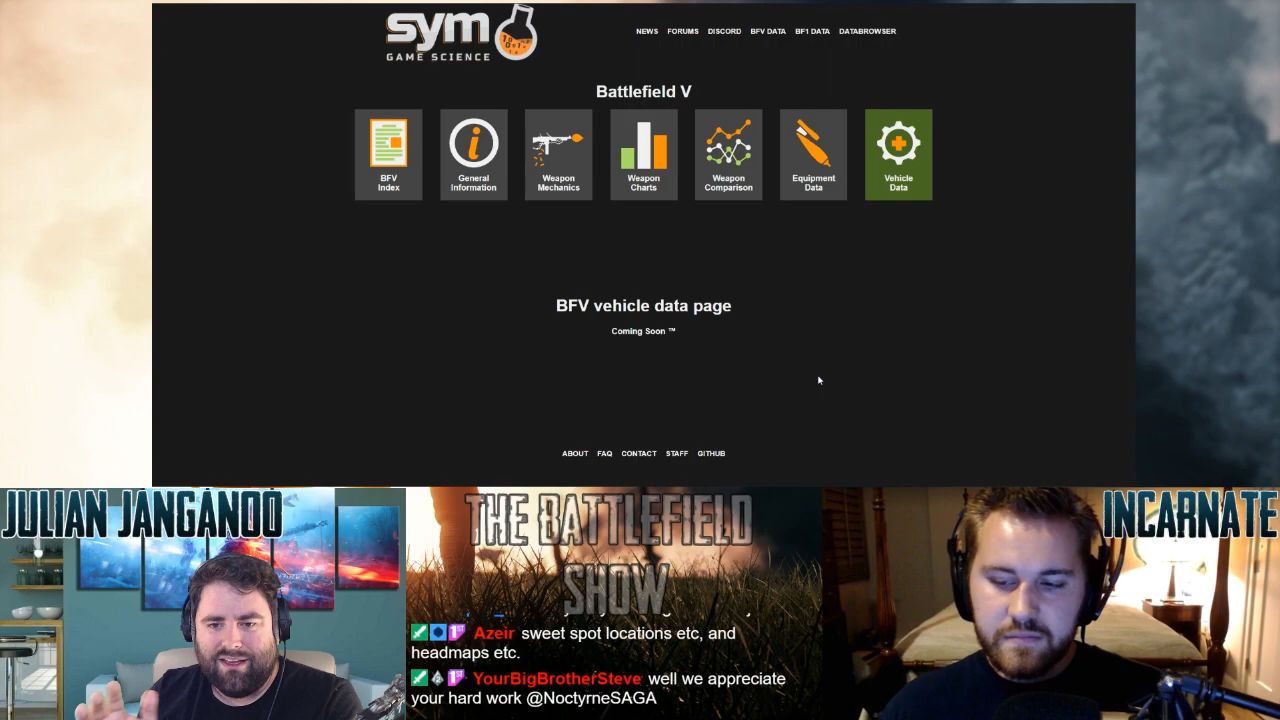 sym
GAME SCIENCE
NEWS FORUMS DISCORD BFV DATA BF1 DATA DATABROWSER
Battlefield V
BFV
Index
General
Information
Weapon
Mechanics
Weapon
Charts
Weapon
Comparison
Equipment
Data
Vehicle
Data
BFV vehicle data page
Coming Soon ™
ABOUT FAQ CONTACT STAFF GITHUB
JULIAN JANGANOO
THE BATTLEFIELD
SHOW
INCARNATE
Azeir sweet spot locations etc, and
headmaps etc.
YourBigBrotherSteve well we appreciate
your hard work @NoctyrneSAGA